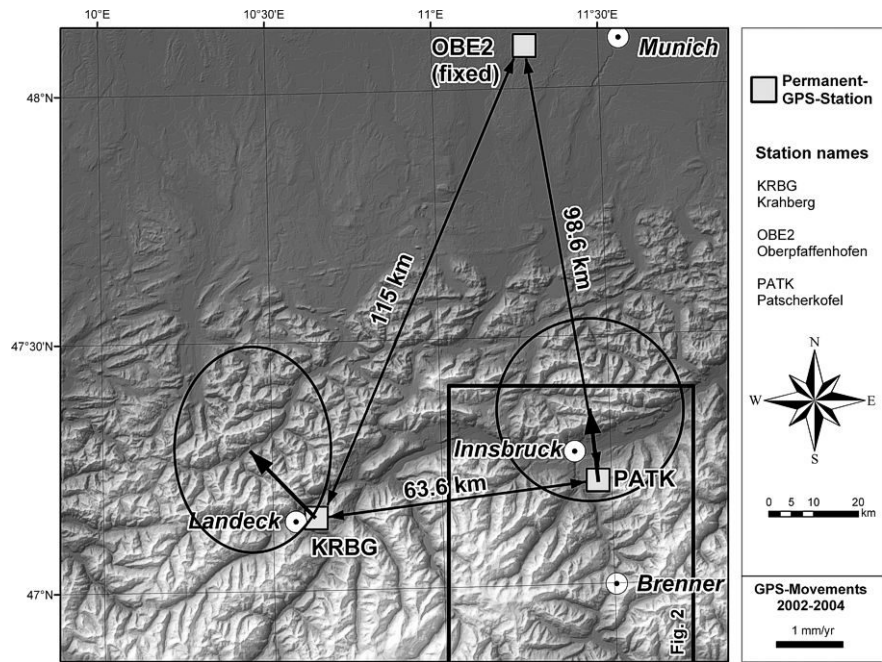 10°E
10°30'E
11°E
11°30'E
OBE2
(fixed)
Munich
48°N
115 km
98.6 km
47°30'N
Innsbruck
PATK
63.6 km
Landeck
KRBG
47°N
Brenner
Fig. 2
Permanent-
GPS-Station
Station names
KRBG
Krahberg
OBE2
Oberpfaffenhofen
PATK
Patscherkofel
N
W
E
S
0 5 10 20
km
GPS-Movements
2002-2004
1 mm/yr